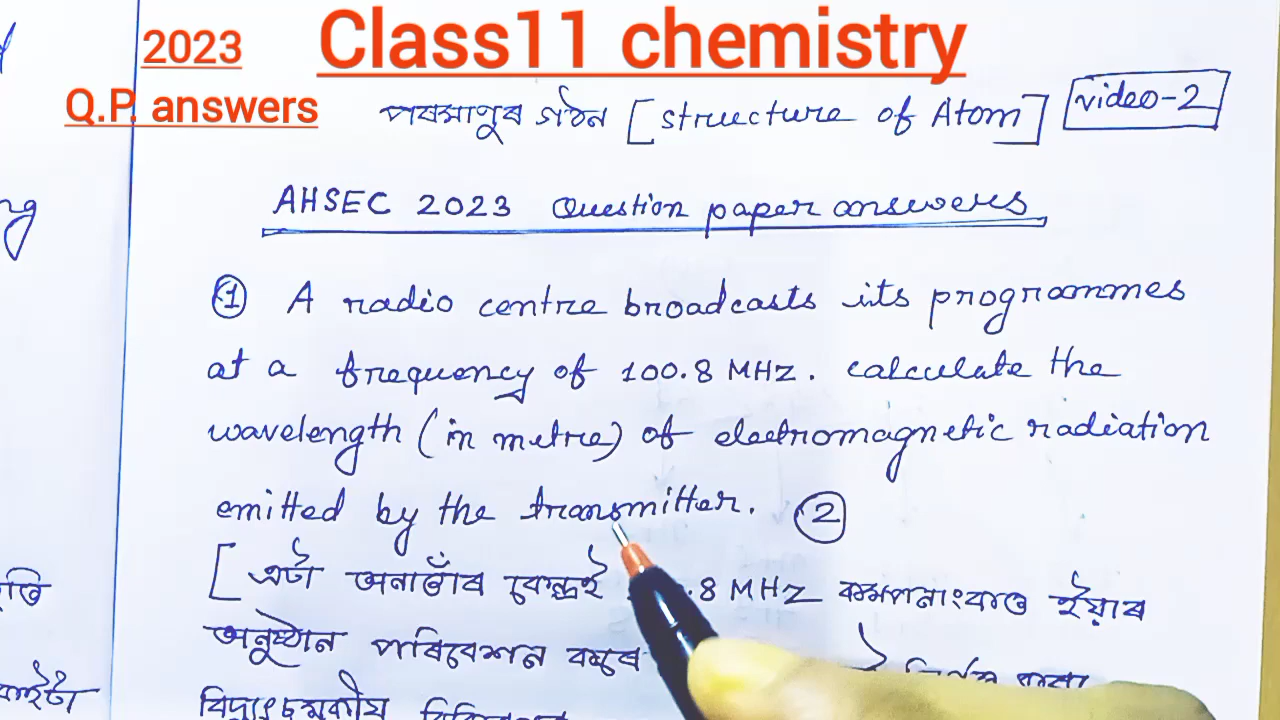 2023 Class11 chemistry
Q.P. answers
পৰমাণুৰ গঠন [structure of Atom] video-2
AHSEC 2023 Question paper answers
① A radio centre broadcasts its programmes
at a frequency of 100.8 MHz. calculate the
wavelength (in metre) of electromagnetic radiation
emitted by the transmitter. ②
[এটা অনাতাঁৰ কেন্দ্ৰই .8 MHz কম্পনাংকত ইয়াৰ
অনুষ্ঠান পৰিবেশন কৰে
বিদ্যুৎচুম্বকীয়